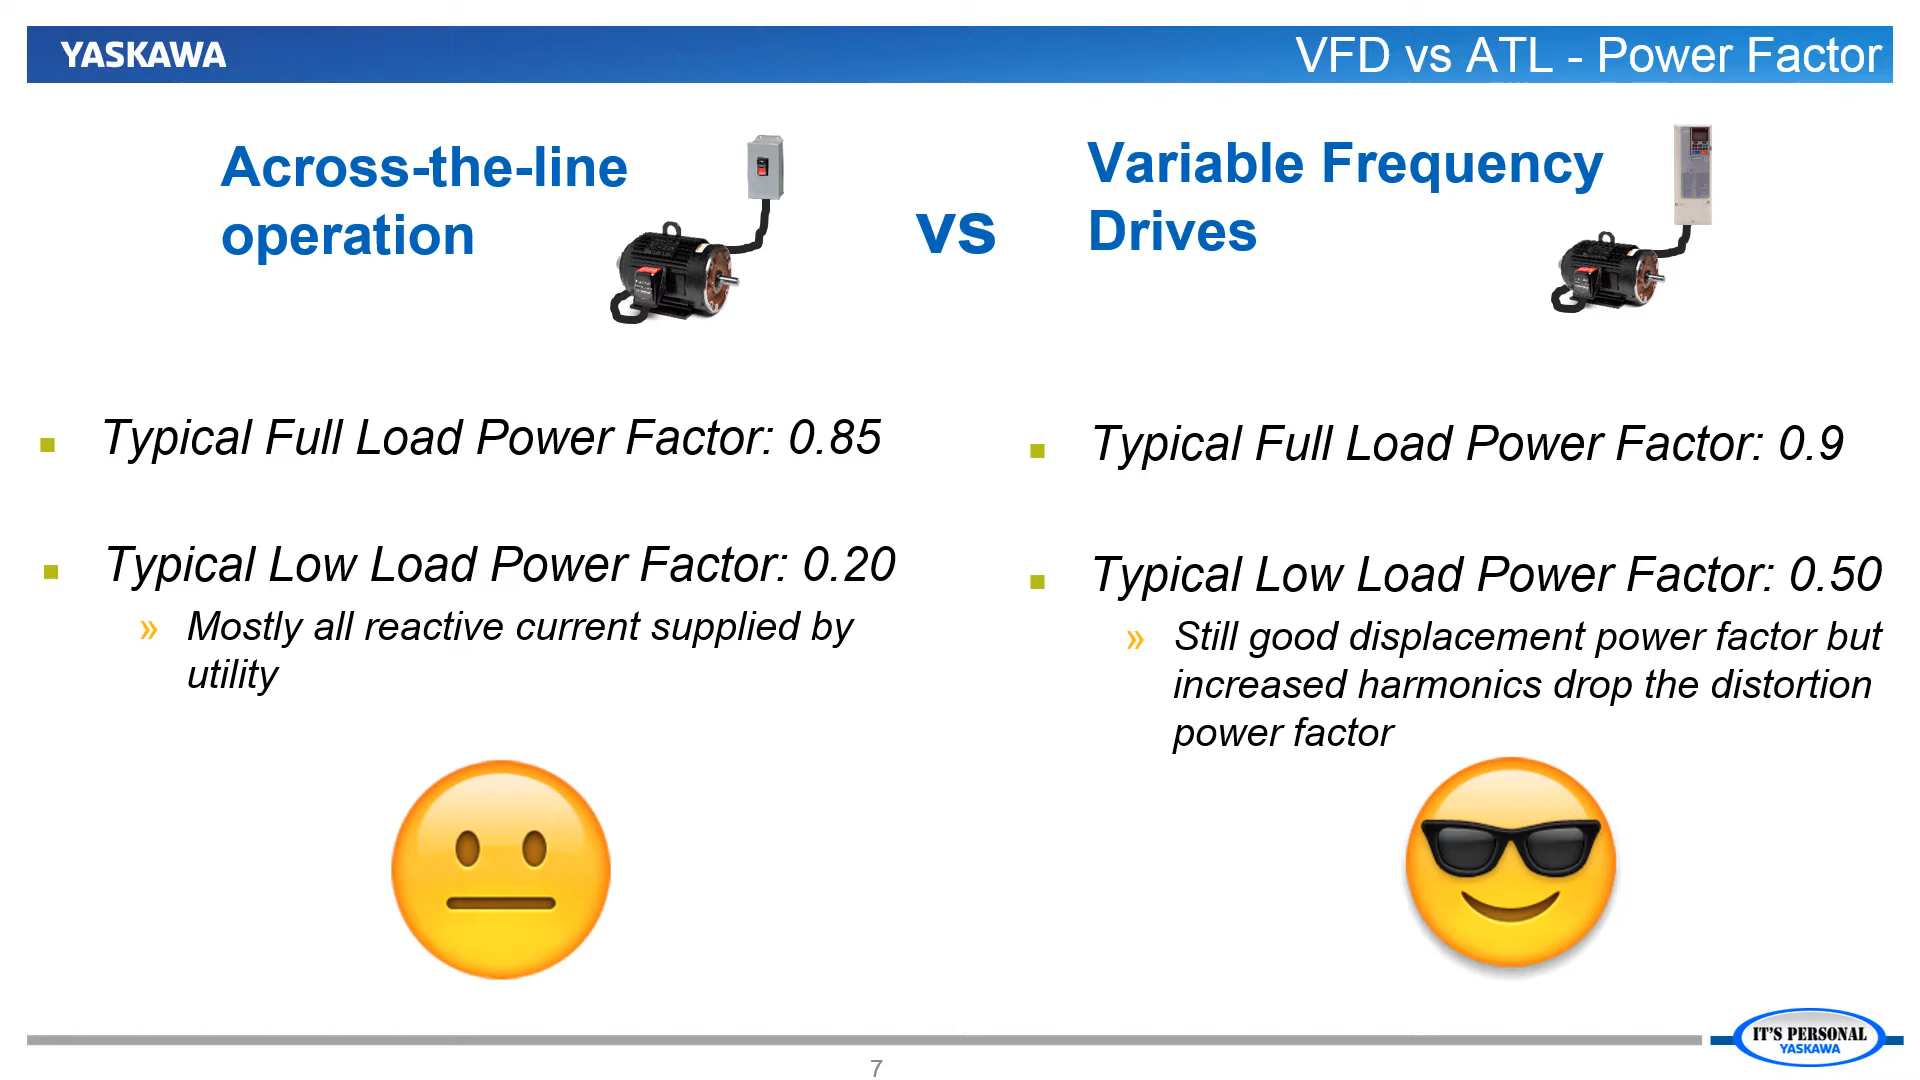 YASKAWA
VFD vs ATL - Power Factor
Across-the-line
operation
vs
Variable Frequency
Drives
Typical Full Load Power Factor: 0.85
Typical Low Load Power Factor: 0.20
» Mostly all reactive current supplied by
utility
Typical Full Load Power Factor: 0.9
Typical Low Load Power Factor: 0.50
» Still good displacement power factor but
increased harmonics drop the distortion
power factor
IT'S PERSONAL
YASKAWA
7